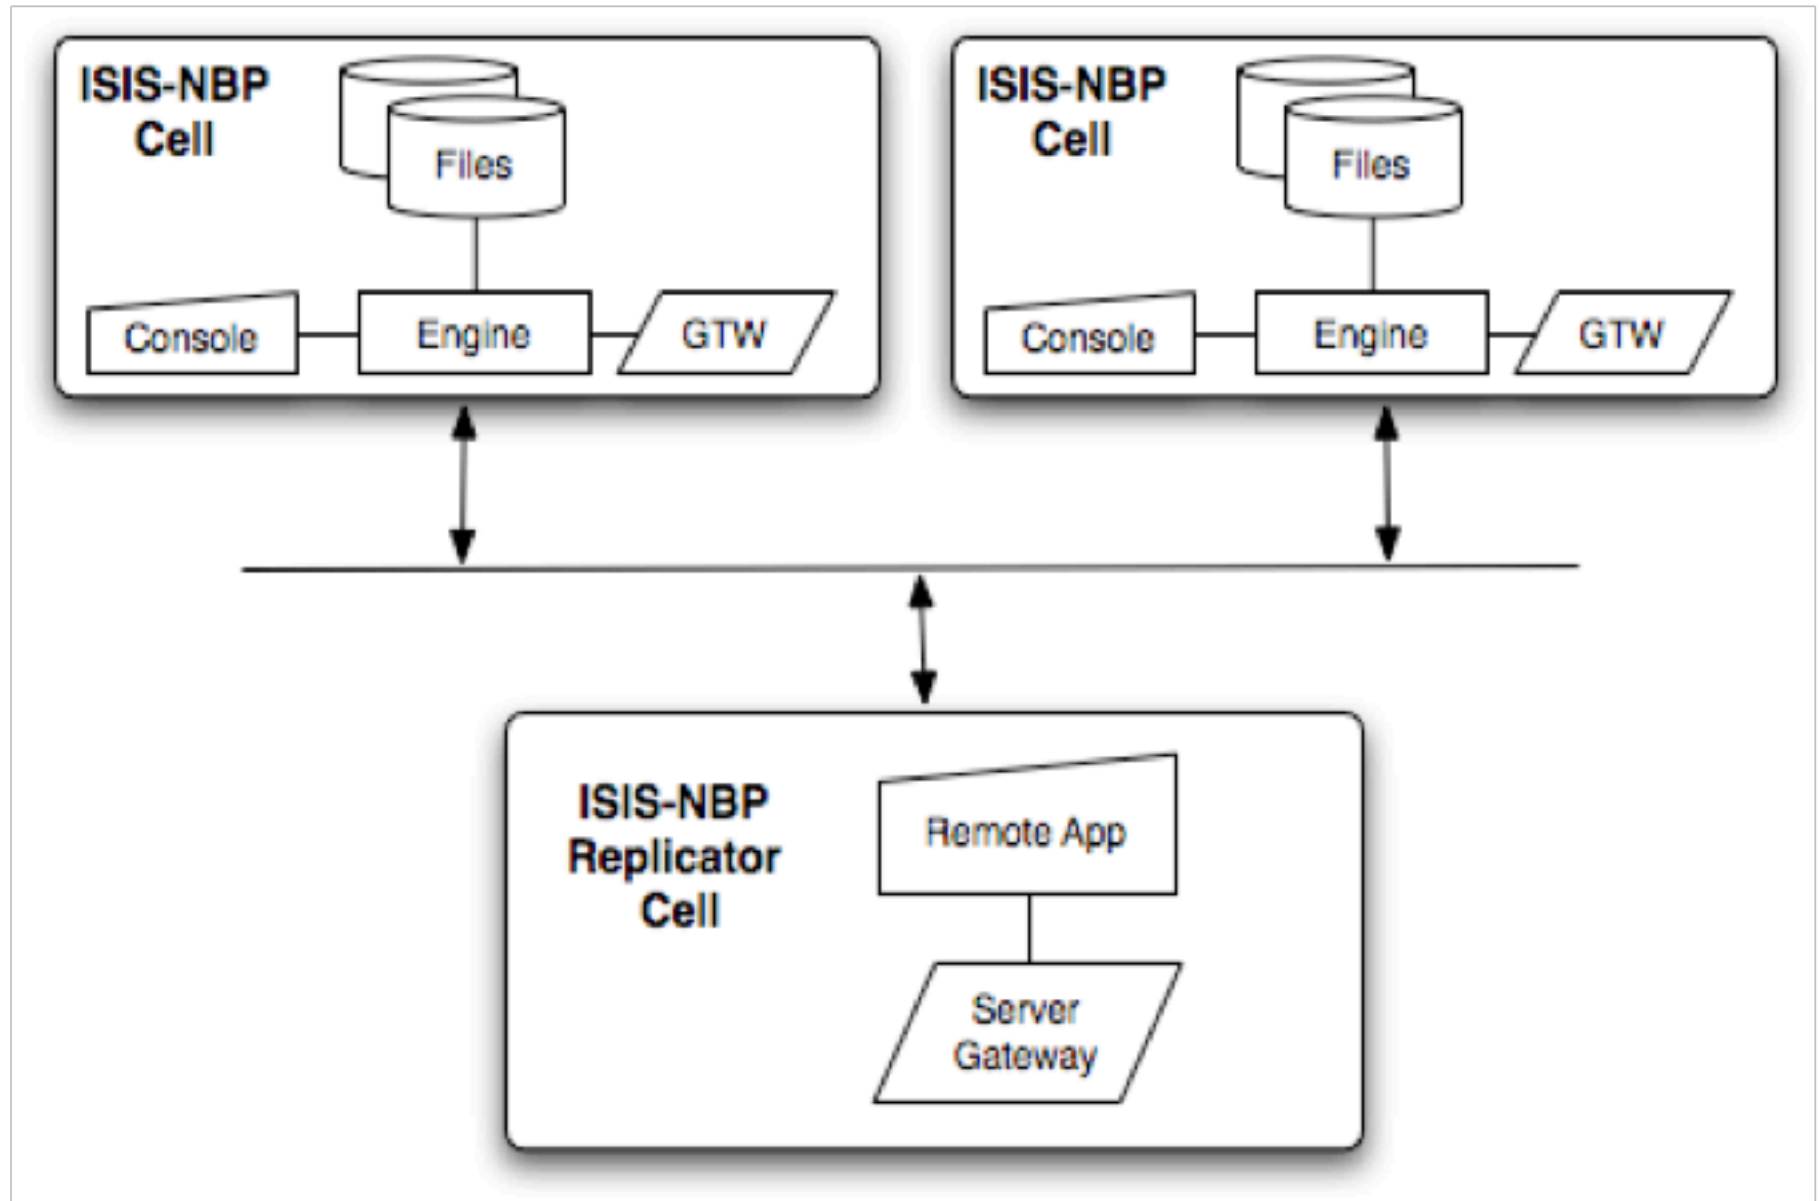 ISIS-NBP
Cell
Files
Console
Engine
GTW
ISIS-NBP
Cell
Files
Console
Engine
GTW
ISIS-NBP
Replicator
Cell
Remote App
Server
Gateway